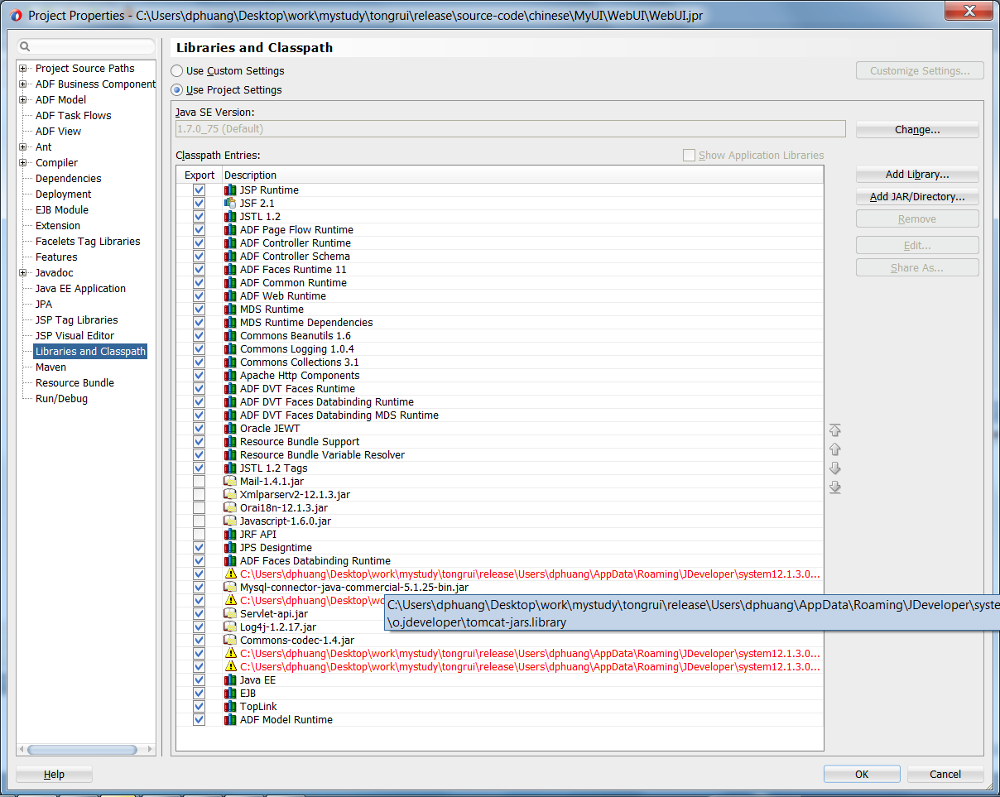 Project Properties - C:\Users\dphuang\Desktop\work\mystudy\tongrui\release\source-code\chinese\MyUI\WebUI\WebUI.jpr
Project Source Paths
ADF Business Component
ADF Model
ADF Task Flows
ADF View
Ant
Compiler
Dependencies
Deployment
EJB Module
Extension
Facelets Tag Libraries
Features
Javadoc
Java EE Application
JPA
JSP Tag Libraries
JSP Visual Editor
Libraries and Classpath
Maven
Resource Bundle
Run/Debug
Libraries and Classpath
Use Custom Settings
Customize Settings...
Use Project Settings
Java SE Version:
1.7.0_75 (Default)
Change...
Classpath Entries:
Show Application Libraries
Export Description
JSP Runtime
JSF 2.1
JSTL 1.2
ADF Page Flow Runtime
ADF Controller Runtime
ADF Controller Schema
ADF Faces Runtime 11
ADF Common Runtime
ADF Web Runtime
MDS Runtime
MDS Runtime Dependencies
Commons Beanutils 1.6
Commons Logging 1.0.4
Commons Collections 3.1
Apache Http Components
ADF DVT Faces Runtime
ADF DVT Faces Databinding Runtime
ADF DVT Faces Databinding MDS Runtime
Oracle JEWT
Resource Bundle Support
Resource Bundle Variable Resolver
JSTL 1.2 Tags
Mail-1.4.1.jar
Xmlparserv2-12.1.3.jar
Orai18n-12.1.3.jar
Javascript-1.6.0.jar
JRF API
JPS Designtime
ADF Faces Databinding Runtime
C:\Users\dphuang\Desktop\work\mystudy\tongrui\release\Users\dphuang\AppData\Roaming\JDeveloper\system12.1.3.0...
Mysql-connector-java-commercial-5.1.25-bin.jar
C:\Users\dphuang\Desktop\wo
C:\Users\dphuang\Desktop\work\mystudy\tongrui\release\Users\dphuang\AppData\Roaming\JDeveloper\syste
\o.jdeveloper\tomcat-jars.library
Servlet-api.jar
Log4j-1.2.17.jar
Commons-codec-1.4.jar
C:\Users\dphuang\Desktop\work\mystudy\tongrui\release\Users\dphuang\AppData\Roaming\JDeveloper\system12.1.3.0...
C:\Users\dphuang\Desktop\work\mystudy\tongrui\release\Users\dphuang\AppData\Roaming\JDeveloper\system12.1.3.0...
Java EE
EJB
TopLink
ADF Model Runtime
Add Library...
Add JAR/Directory...
Remove
Edit...
Share As...
Help
OK
Cancel